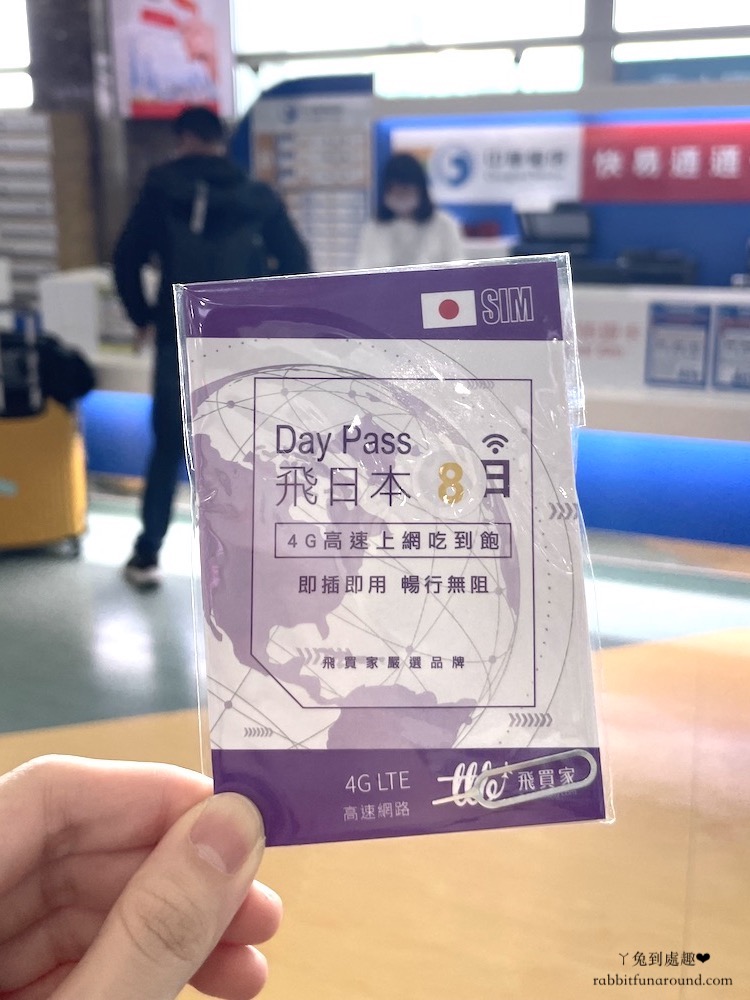 快易通通
SIM
Day Pass
飛日本 8日
4G高速上網吃到飽
即插即用 暢行無阻
飛買家嚴選品牌
4G LTE
高速網路
飛買家
ㄚ兔到處趣❤
rabbitfunaround.com